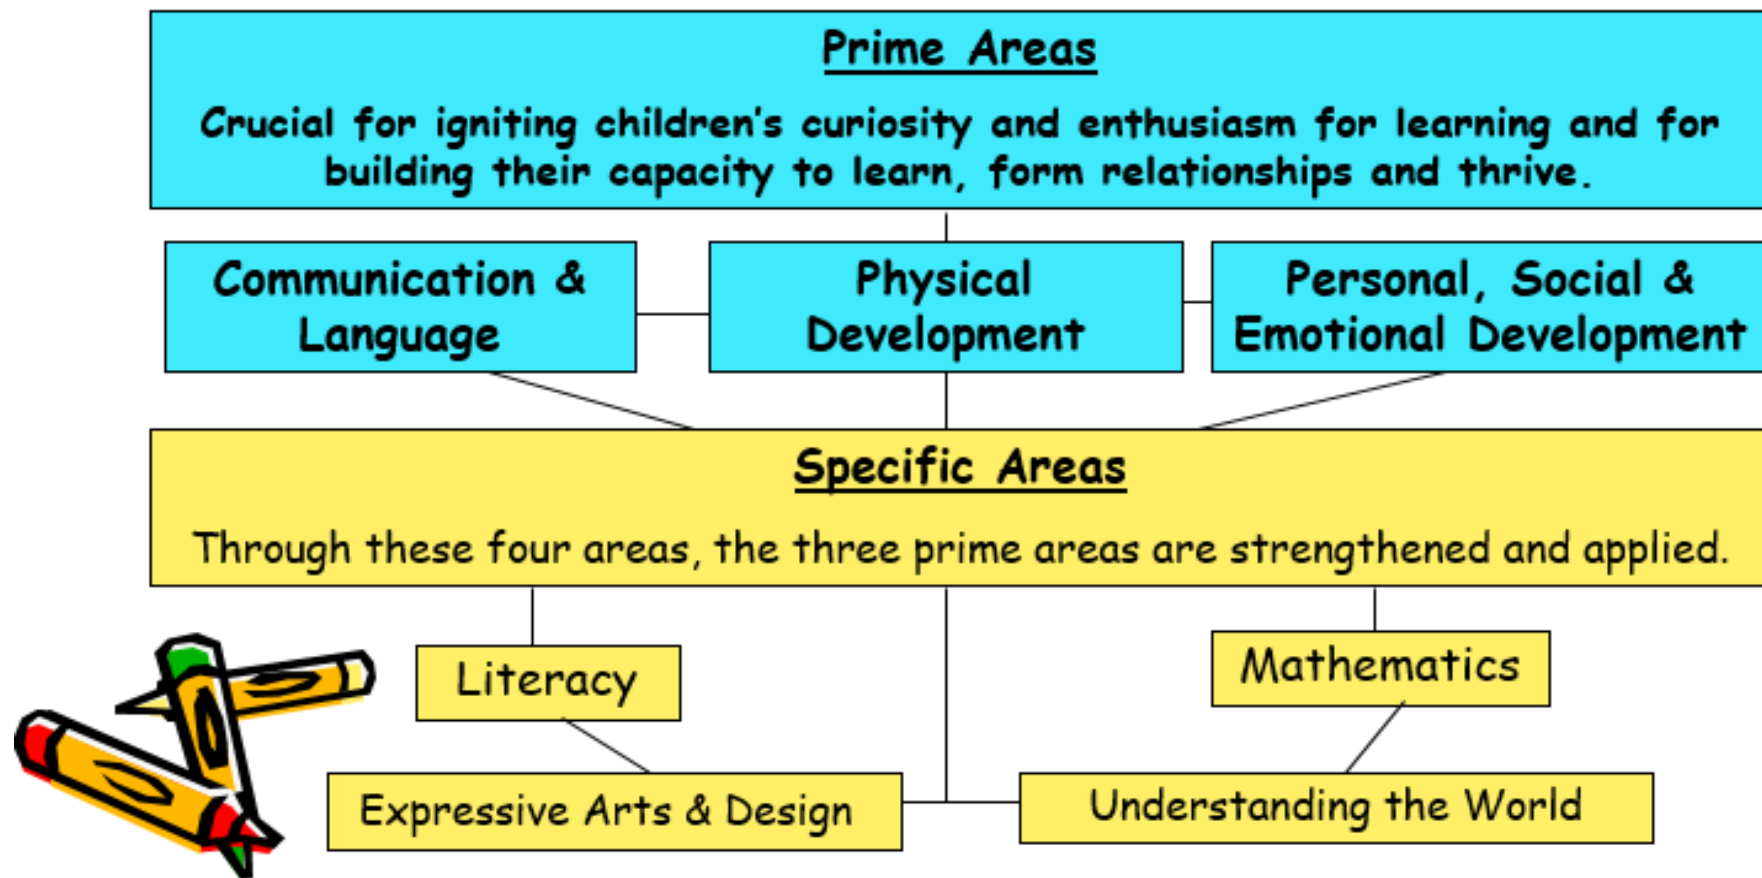 Prime Areas
Crucial for igniting children's curiosity and enthusiasm for learning and for
building their capacity to learn, form relationships and thrive.
Communication &
Language
Physical
Development
Personal, Social &
Emotional Development
Specific Areas
Through these four areas, the three prime areas are strengthened and applied.
Literacy
Mathematics
Expressive Arts & Design
Understanding the World